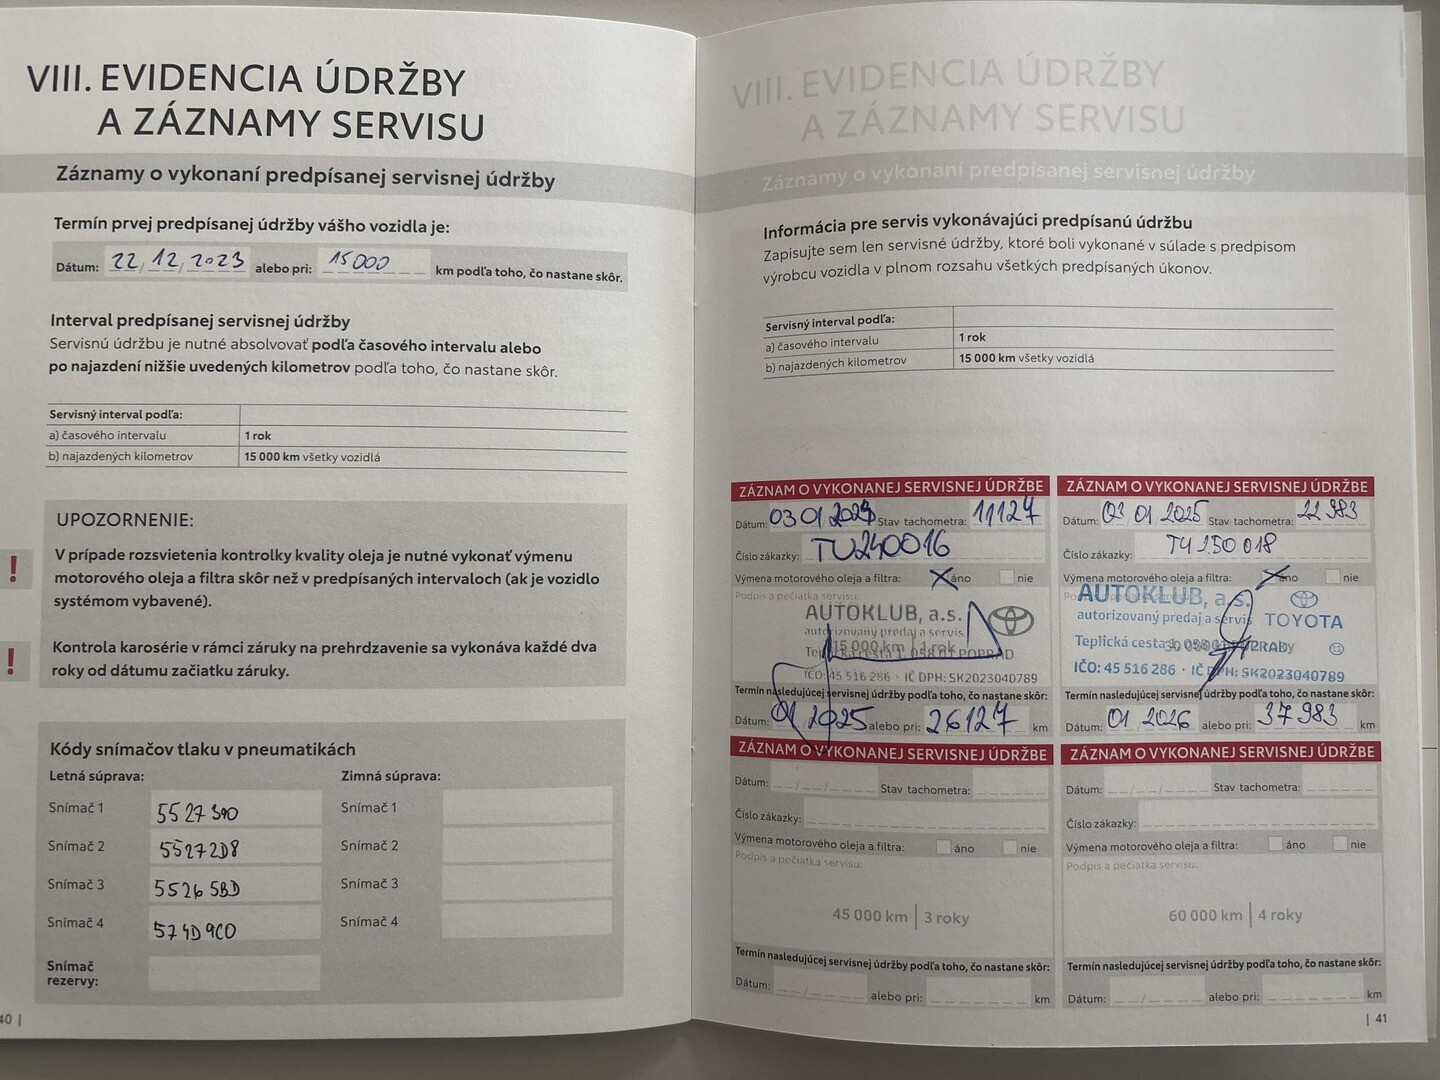 VIII. EVIDENCIA ÚDRŽBY
A ZÁZNAMY SERVISU
Záznamy o vykonaní predpísanej servisnej údržby
Termín prvej predpísanej údržby vášho vozidla je:
Dátum: 22/12/2023 alebo pri: 15000 km podľa toho, čo nastane skôr.
Interval predpísanej servisnej údržby
Servisnú údržbu je nutné absolvovať podľa časového intervalu alebo
po najazdení nižšie uvedených kilometrov podľa toho, čo nastane skôr.
Servisný interval podľa:
a) časového intervalu 1 rok
b) najazdených kilometrov 15 000 km všetky vozidlá
UPOZORNENIE:
! V prípade rozsvietenia kontrolky kvality oleja je nutné vykonať výmenu
motorového oleja a filtra skôr než v predpísaných intervaloch (ak je vozidlo
systémom vybavené).
! Kontrola karosérie v rámci záruky na prehrdzavenie sa vykonáva každé dva
roky od dátumu začiatku záruky.
Kódy snímačov tlaku v pneumatikách
Letná súprava: Zimná súprava:
Snímač 1 5527390 Snímač 1
Snímač 2 55272D8 Snímač 2
Snímač 3 55265BD Snímač 3
Snímač 4 574D9C0 Snímač 4
Snímač
rezervy:
40 |
VIII. EVIDENCIA ÚDRŽBY
A ZÁZNAMY SERVISU
Záznamy o vykonaní predpísanej servisnej údržby
Informácia pre servis vykonávajúci predpísanú údržbu
Zapisujte sem len servisné údržby, ktoré boli vykonané v súlade s predpisom
výrobcu vozidla v plnom rozsahu všetkých predpísaných úkonov.
Servisný interval podľa:
a) časového intervalu 1 rok
b) najazdených kilometrov 15 000 km všetky vozidlá
ZÁZNAM O VYKONANEJ SERVISNEJ ÚDRŽBE
Dátum: 03 01 2024 Stav tachometra: 11127
Číslo zákazky: TU240016
Výmena motorového oleja a filtra: áno nie
Podpis a pečiatka servisu:
AUTOKLUB, a.s.
autorizovaný predaj a servis
15 000 km | 1 rok
Teplická cesta 1, 058 01 POPRAD
IČO: 45 516 286 · IČ DPH: SK2023040789
Termín nasledujúcej servisnej údržby podľa toho, čo nastane skôr:
Dátum: 01 2025 alebo pri: 26127 km
ZÁZNAM O VYKONANEJ SERVISNEJ ÚDRŽBE
Dátum: 03 01 2025 Stav tachometra: 22983
Číslo zákazky: TU250018
Výmena motorového oleja a filtra: áno nie
AUTOKLUB, a.s.
autorizovaný predaj a servis TOYOTA
Teplická cesta 1, 058 01 POPRAD 11
IČO: 45 516 286 · IČ DPH: SK2023040789
Termín nasledujúcej servisnej údržby podľa toho, čo nastane skôr:
Dátum: 01 2026 alebo pri: 37983 km
ZÁZNAM O VYKONANEJ SERVISNEJ ÚDRŽBE
Dátum: Stav tachometra:
Číslo zákazky:
Výmena motorového oleja a filtra: áno nie
Podpis a pečiatka servisu:
45 000 km | 3 roky
Termín nasledujúcej servisnej údržby podľa toho, čo nastane skôr:
Dátum: alebo pri: km
ZÁZNAM O VYKONANEJ SERVISNEJ ÚDRŽBE
Dátum: Stav tachometra:
Číslo zákazky:
Výmena motorového oleja a filtra: áno nie
Podpis a pečiatka servisu:
60 000 km | 4 roky
Termín nasledujúcej servisnej údržby podľa toho, čo nastane skôr:
Dátum: alebo pri: km
| 41